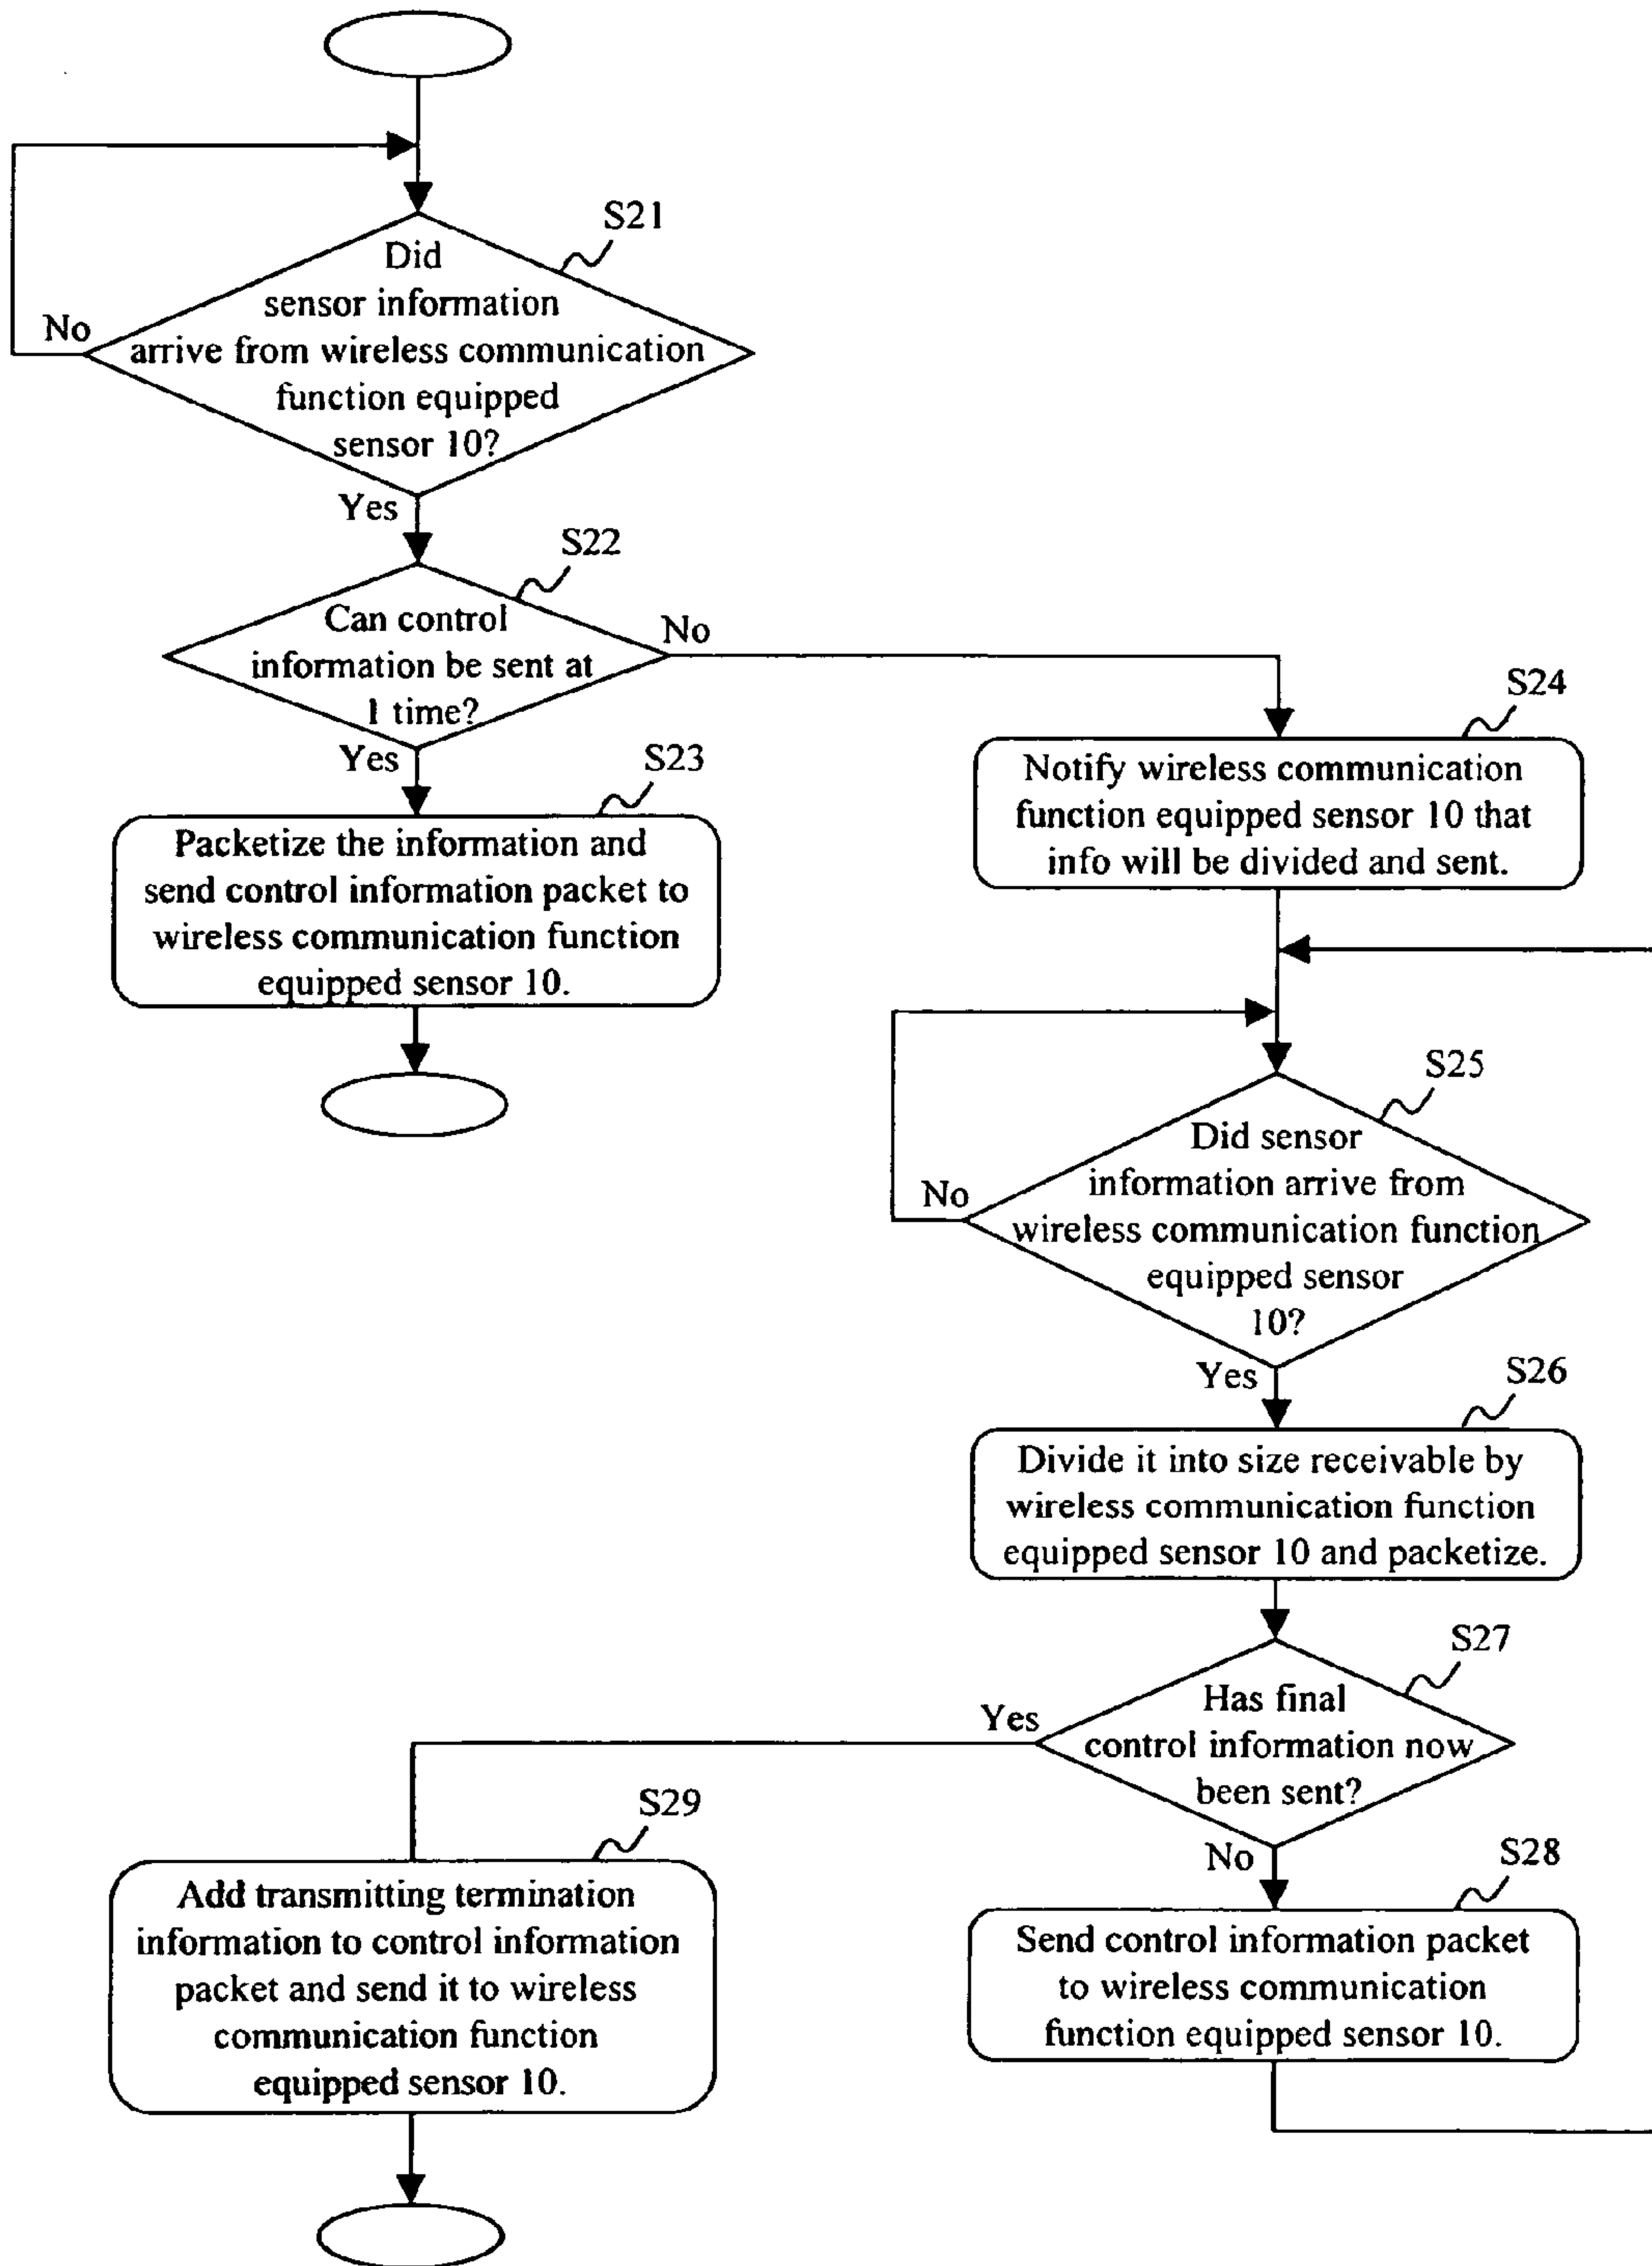 S21
Did
sensor information
arrive from wireless communication
function equipped
sensor 10?
No
Yes
S22
Can control
information be sent at
1 time?
No
Yes
S23
Packetize the information and
send control information packet to
wireless communication function
equipped sensor 10.
S24
Notify wireless communication
function equipped sensor 10 that
info will be divided and sent.
S25
Did sensor
information arrive from
wireless communication function
equipped sensor
10?
No
Yes
S26
Divide it into size receivable by
wireless communication function
equipped sensor 10 and packetize.
S27
Has final
control information now
been sent?
Yes
No
S28
Send control information packet
to wireless communication
function equipped sensor 10.
S29
Add transmitting termination
information to control information
packet and send it to wireless
communication function
equipped sensor 10.